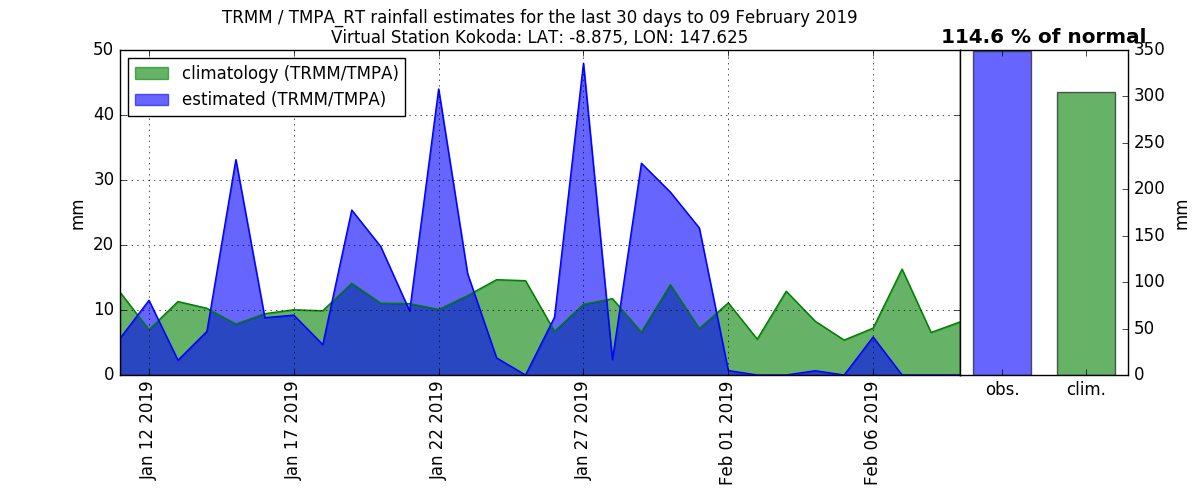 TRMM / TMPA_RT rainfall estimates for the last 30 days to 09 February 2019
Virtual Station Kokoda: LAT: -8.875, LON: 147.625
114.6 % of normal
climatology (TRMM/TMPA)
estimated (TRMM/TMPA)
50
40
30
20
10
0
mm
Jan 12 2019
Jan 17 2019
Jan 22 2019
Jan 27 2019
Feb 01 2019
Feb 06 2019
obs.
clim.
350
300
250
200
150
100
50
0
mm